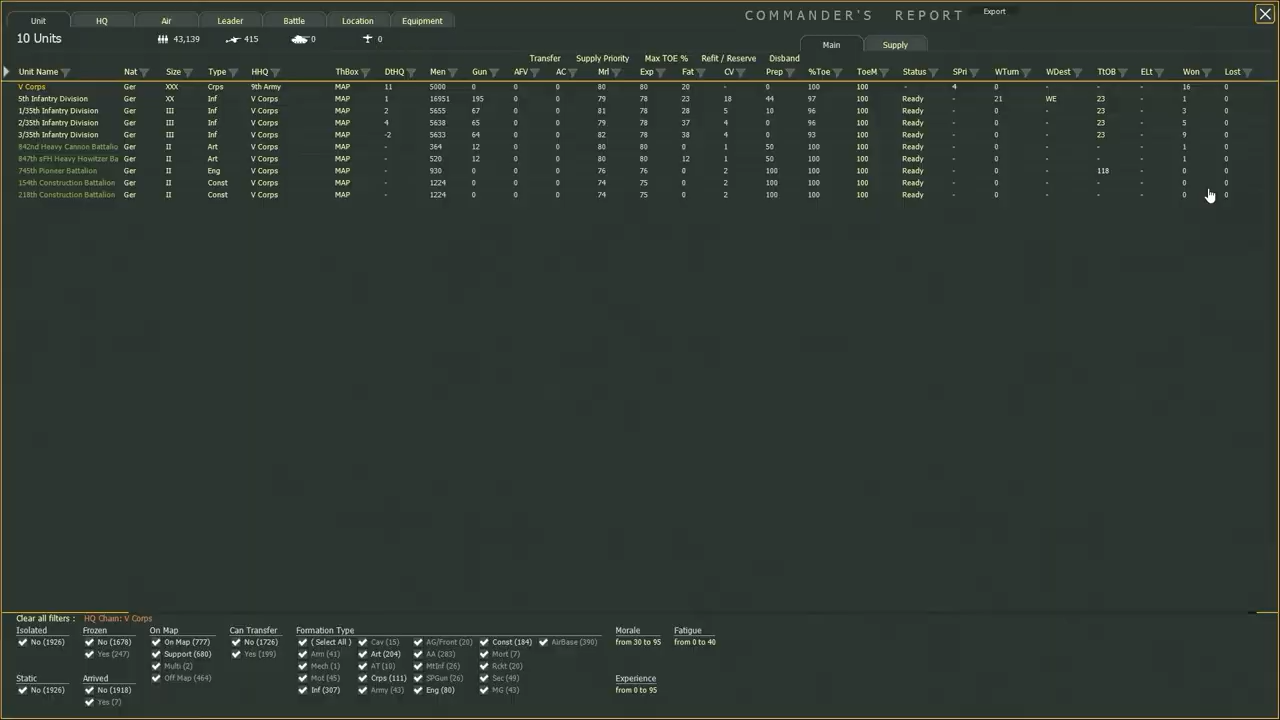 Unit HQ Air Leader Battle Location Equipment COMMANDER'S REPORT Export
10 Units 43,139 415 0 0 Main Supply
Transfer Supply Priority Max TOE % Refit / Reserve Disband
Unit Name Nat Size Type HHQ ThBox DtHQ Men Gun AFV AC Mrl Exp Fat CV Prep %Toe ToeM Status SPri WTurn WDest TtOB ELt Won Lost
V Corps Ger XXX Crps 9th Army MAP 11 5000 0 0 0 80 80 20 - 0 100 100 - 4 - - - - 16 0
5th Infantry Division Ger XX Inf V Corps MAP 1 16951 195 0 0 79 78 23 18 44 97 100 Ready - 21 WE 23 - 1 0
1/35th Infantry Division Ger III Inf V Corps MAP 2 5655 67 0 0 81 78 28 5 10 96 100 Ready - 0 - 23 - 3 0
2/35th Infantry Division Ger III Inf V Corps MAP 4 5638 65 0 0 79 78 37 4 0 96 100 Ready - 0 - 23 - 5 0
3/35th Infantry Division Ger III Inf V Corps MAP -2 5633 64 0 0 82 78 38 4 0 93 100 Ready - 0 - 23 - 9 0
842nd Heavy Cannon Battalio Ger II Art V Corps MAP - 364 12 0 0 80 80 0 1 50 100 100 Ready - 0 - - - 1 0
847th sFH Heavy Howitzer Ba Ger II Art V Corps MAP - 520 12 0 0 80 80 12 1 50 100 100 Ready - 0 - - - 1 0
745th Pioneer Battalion Ger II Eng V Corps MAP - 930 0 0 0 76 76 0 2 100 100 100 Ready - 0 - 118 - 0 0
154th Construction Battalion Ger II Const V Corps MAP - 1224 0 0 0 74 75 0 2 100 100 100 Ready - 0 - - - 0 0
218th Construction Battalion Ger II Const V Corps MAP - 1224 0 0 0 74 75 0 2 100 100 100 Ready - 0 - - - 0 0
Clear all filters : HQ Chain: V Corps
Isolated Frozen On Map Can Transfer Formation Type Morale Fatigue
No (1926) No (1678) On Map (777) No (1726) ( Select All ) Cav (15) AG/Front (20) Const (184) AirBase (390) from 30 to 95 from 0 to 40
Yes (247) Support (680) Yes (199) Arm (41) Art (204) AA (283) Mort (7)
Multi (2) Mech (1) AT (10) MtInf (26) Rckt (20)
Static Arrived Off Map (464) Mot (45) Crps (111) SPGun (26) Sec (49) Experience
No (1926) No (1918) Inf (307) Army (43) Eng (80) MG (43) from 0 to 95
Yes (7)